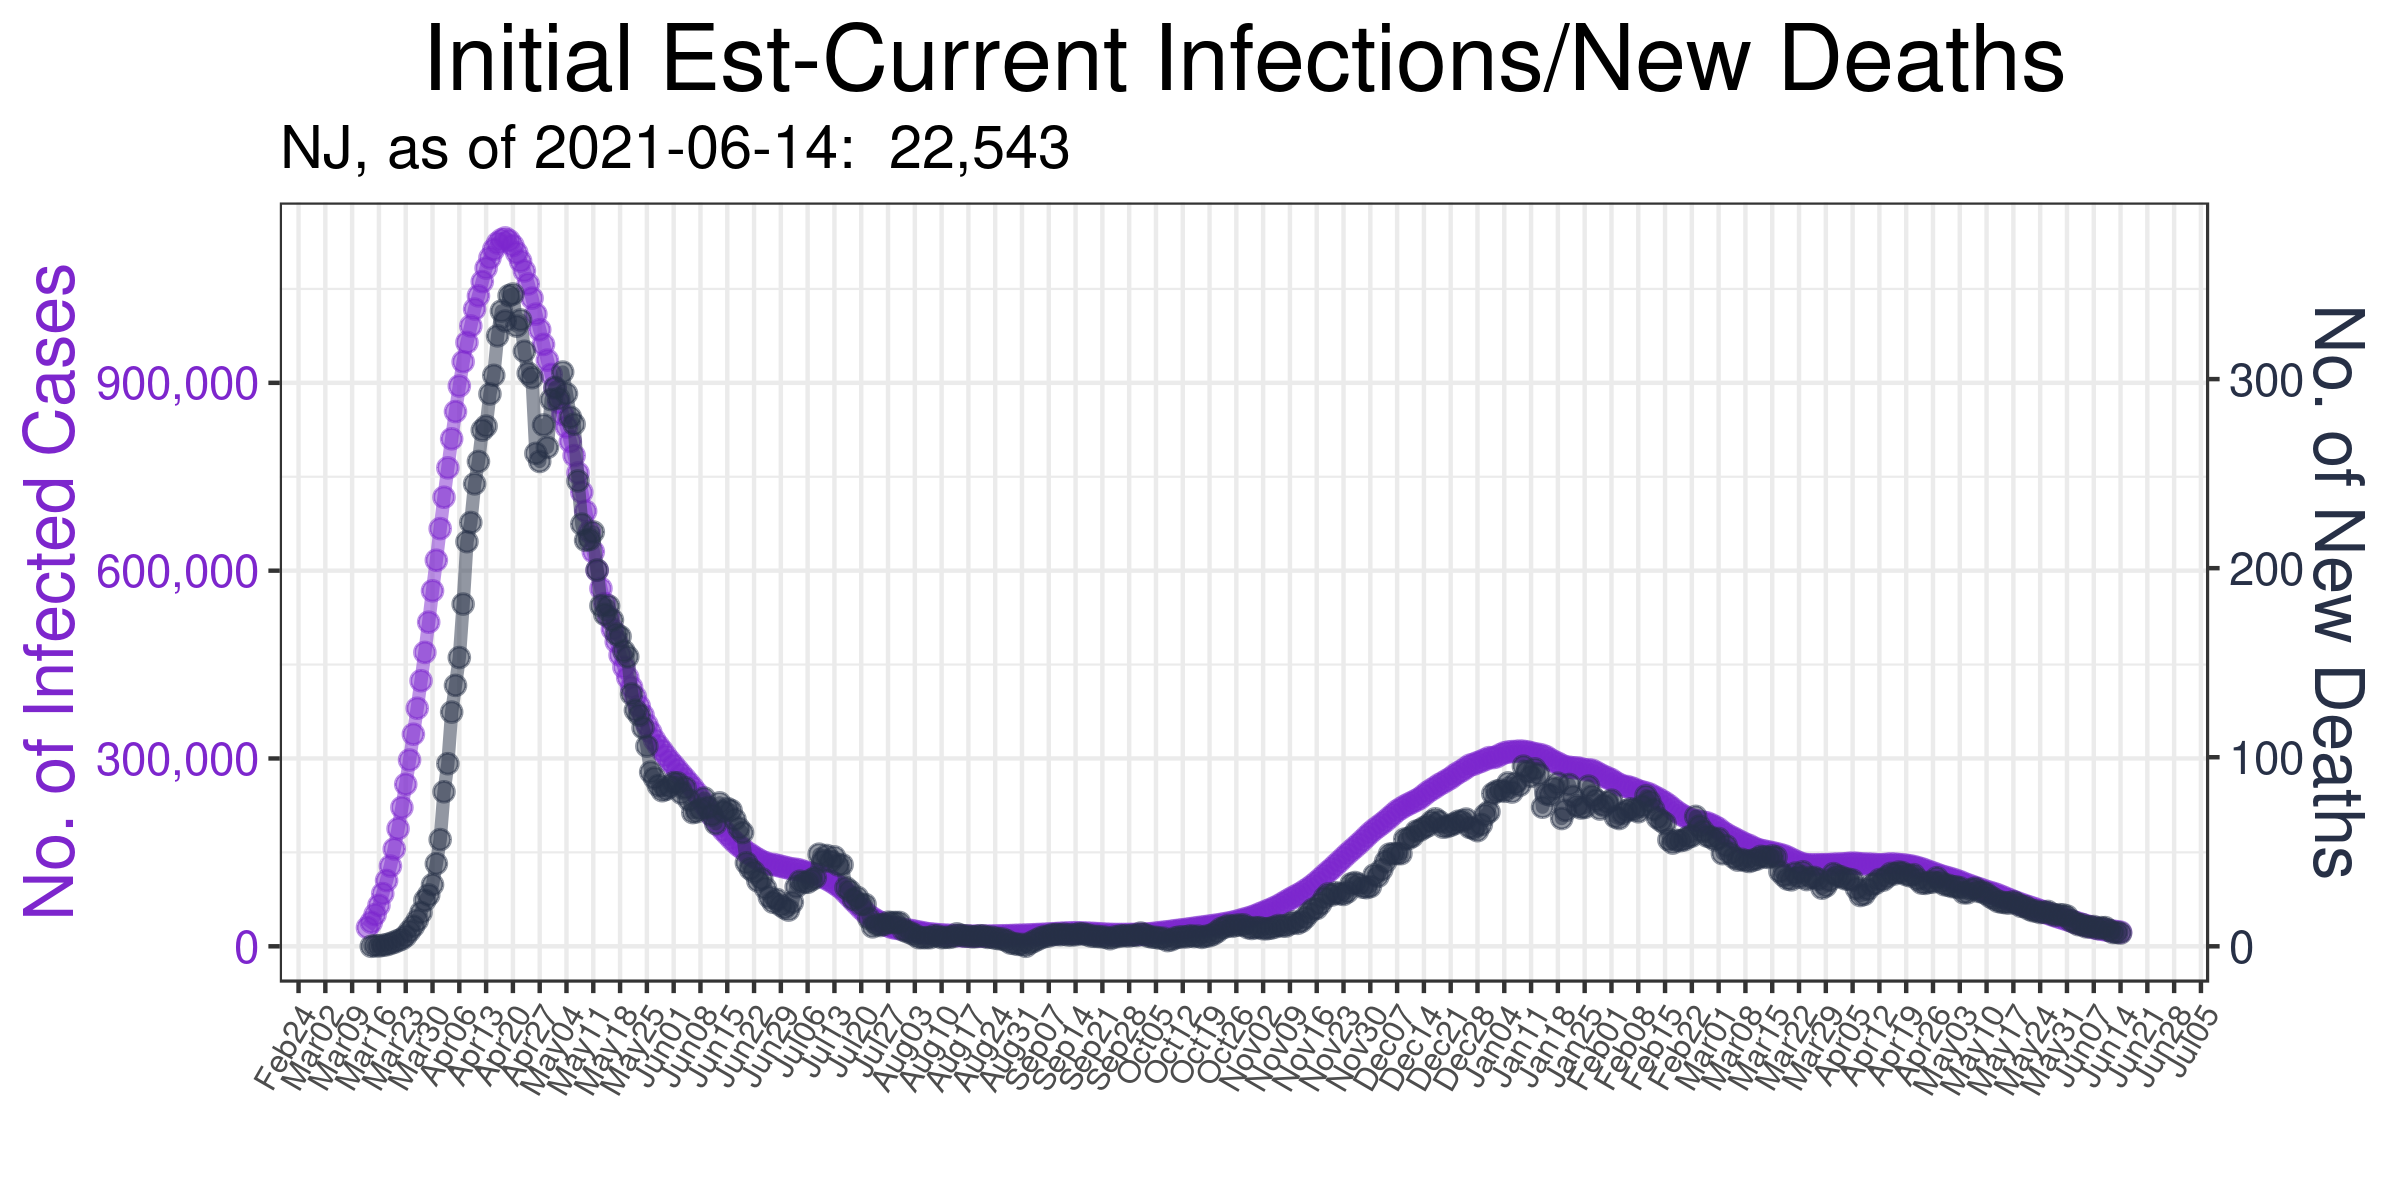 Initial Est-Current Infections/New Deaths
NJ, as of 2021-06-14: 22,543
No. of Infected Cases
900,000
600,000
300,000
0
300
200
100
0
No. of New Deaths
Feb24
Mar02
Mar09
Mar16
Mar23
Mar30
Apr06
Apr13
Apr20
Apr27
May04
May11
May18
May25
Jun01
Jun08
Jun15
Jun22
Jun29
Jul06
Jul13
Jul20
Jul27
Aug03
Aug10
Aug17
Aug24
Aug31
Sep07
Sep14
Sep21
Sep28
Oct05
Oct12
Oct19
Oct26
Nov02
Nov09
Nov16
Nov23
Nov30
Dec07
Dec14
Dec21
Dec28
Jan04
Jan11
Jan18
Jan25
Feb01
Feb08
Feb15
Feb22
Mar01
Mar08
Mar15
Mar22
Mar29
Apr05
Apr12
Apr19
Apr26
May03
May10
May17
May24
May31
Jun07
Jun14
Jun21
Jun28
Jul05